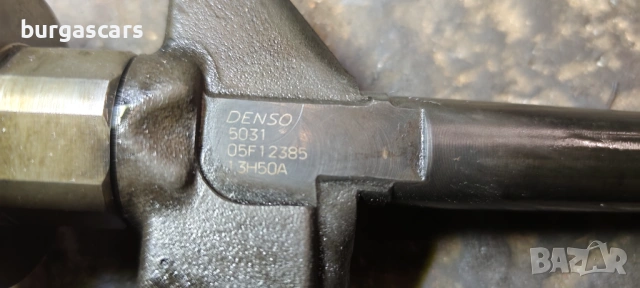 burgascars
DENSO
5031
05F12385
13H50A
BAZAR